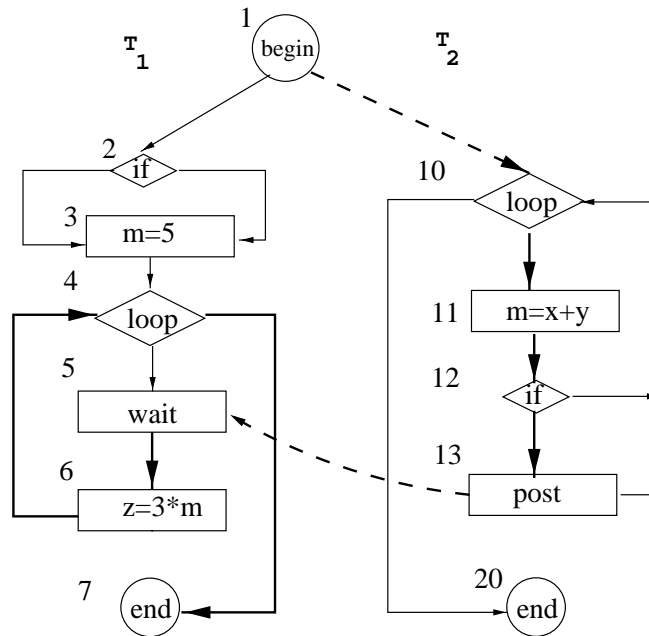 1
T1
begin
T2
2
if
10
loop
3
m=5
4
loop
11
m=x+y
5
wait
12
if
6
z=3*m
13
post
7
end
20
end